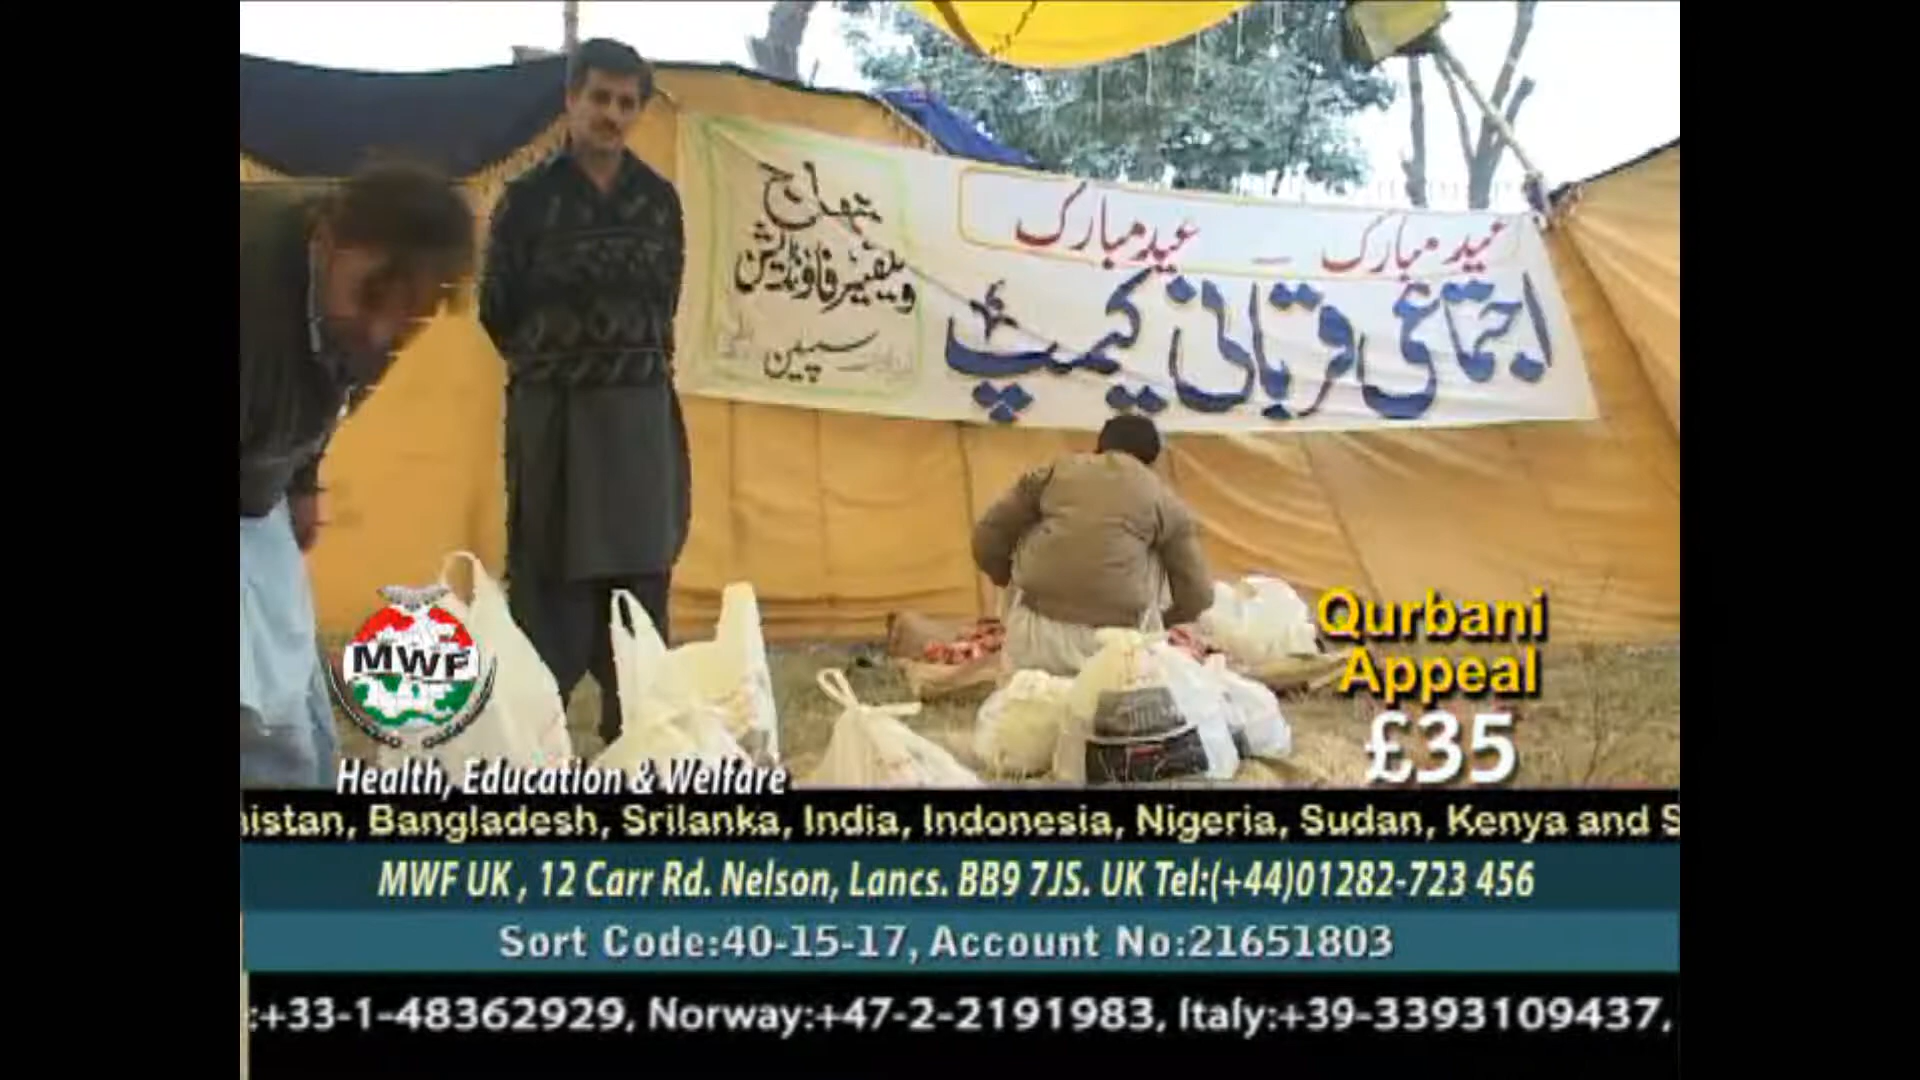 عید مبارک – عید مبارک
اجتماعی قربانی کیمپ
منہاج
ویلفیئر فاؤنڈیشن
سپین
Qurbani
Appeal
£35
MWF
Health, Education & Welfare
istan, Bangladesh, Srilanka, India, Indonesia, Nigeria, Sudan, Kenya and S
MWF UK , 12 Carr Rd. Nelson, Lancs. BB9 7JS. UK Tel:(+44)01282-723 456
Sort Code:40-15-17, Account No:21651803
:+33-1-48362929, Norway:+47-2-2191983, Italy:+39-3393109437,